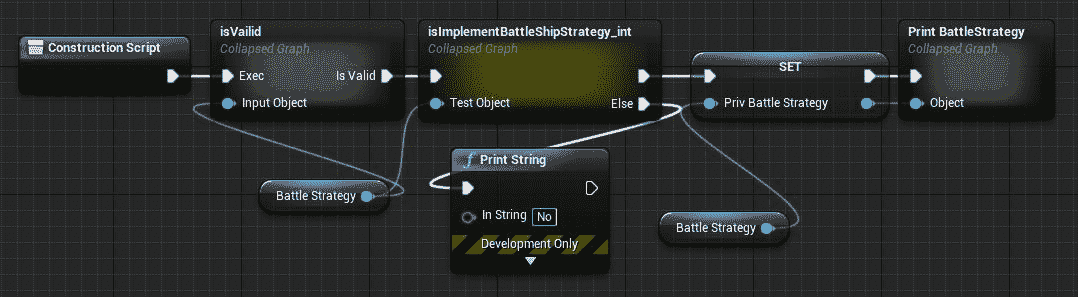 Construction Script
isVailid
Collapsed Graph
Exec
Is Valid
Input Object
isImplementBattleShipStrategy_int
Collapsed Graph
Test Object
Else
SET
Priv Battle Strategy
Print BattleStrategy
Collapsed Graph
Object
Battle Strategy
f Print String
In String No
Development Only
Battle Strategy